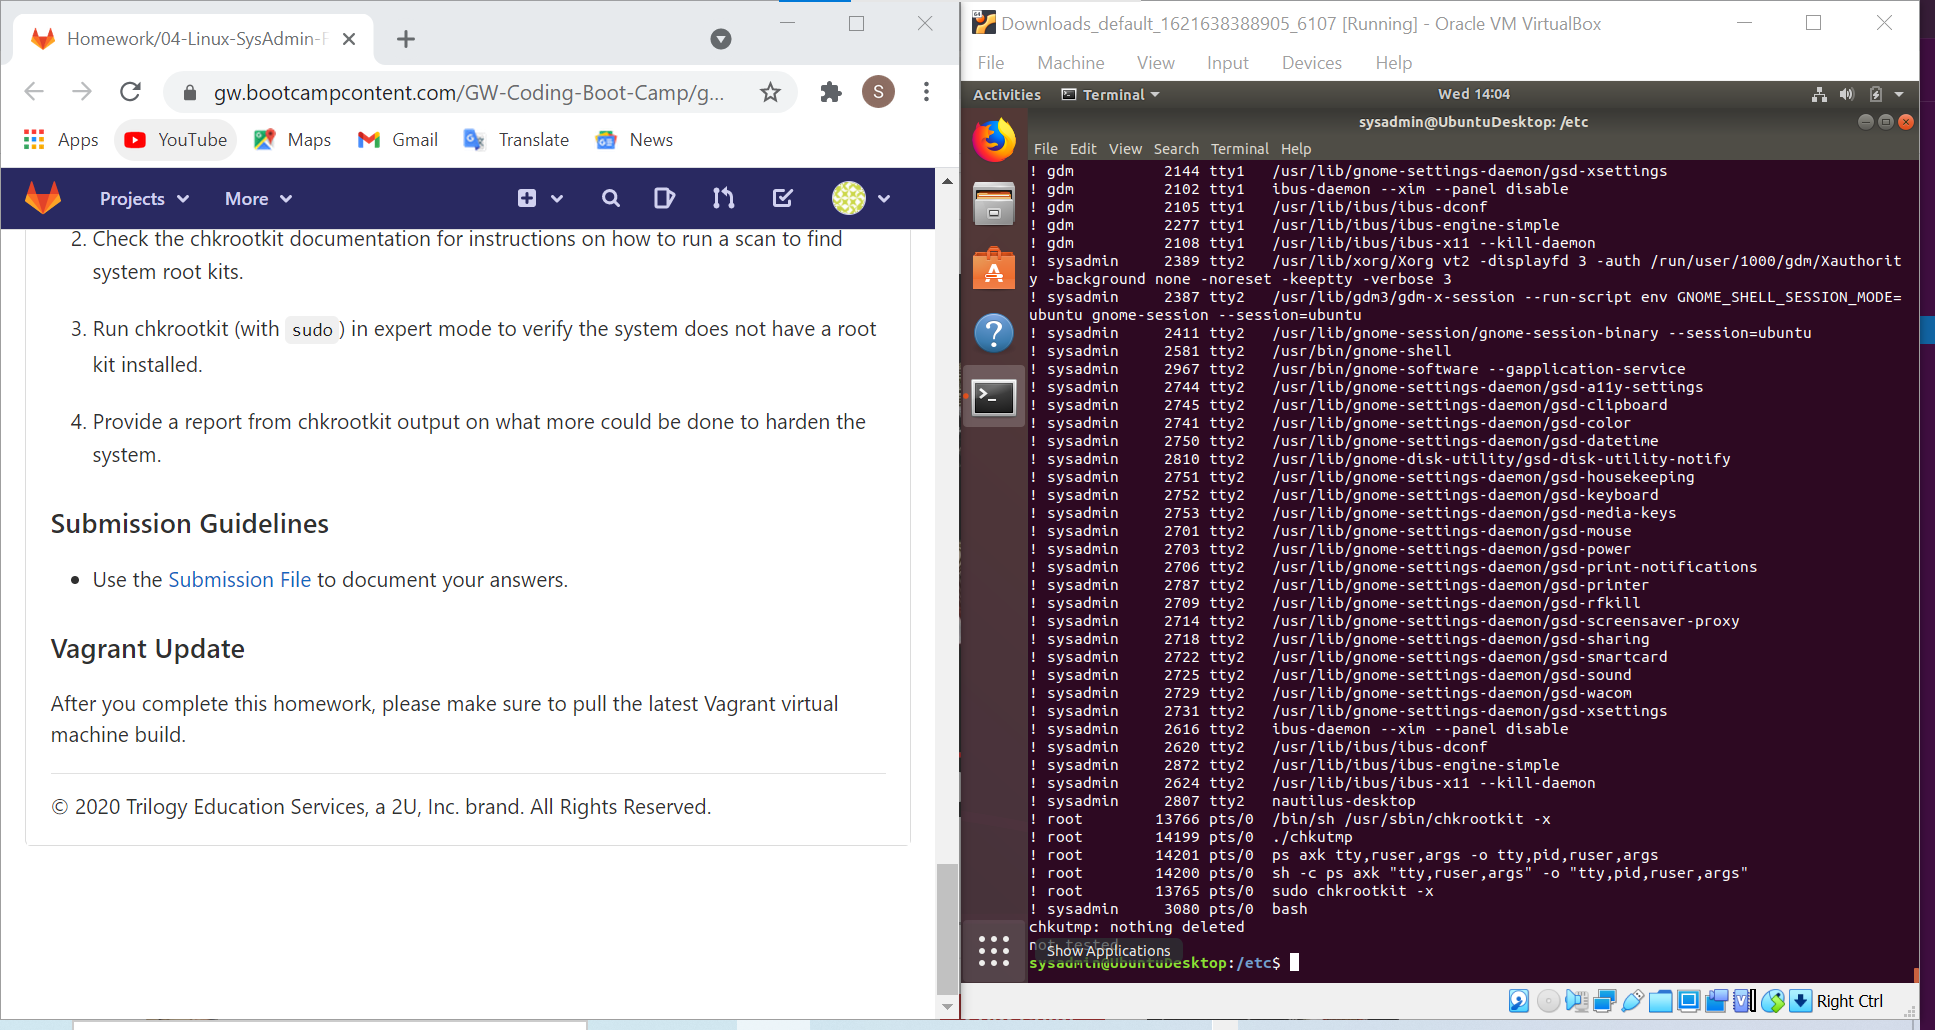 Homework/04-Linux-SysAdmin-F
gw.bootcampcontent.com/GW-Coding-Boot-Camp/g...
S
Apps
YouTube
Maps
Gmail
Translate
News
Projects
More
2. Check the chkrootkit documentation for instructions on how to run a scan to find
system root kits.
3. Run chkrootkit (with sudo) in expert mode to verify the system does not have a root
kit installed.
4. Provide a report from chkrootkit output on what more could be done to harden the
system.
Submission Guidelines
• Use the Submission File to document your answers.
Vagrant Update
After you complete this homework, please make sure to pull the latest Vagrant virtual
machine build.
© 2020 Trilogy Education Services, a 2U, Inc. brand. All Rights Reserved.
Downloads_default_1621638388905_6107 [Running] - Oracle VM VirtualBox
File Machine View Input Devices Help
Activities Terminal Wed 14:04
sysadmin@UbuntuDesktop: /etc
File Edit View Search Terminal Help
! gdm 2144 tty1 /usr/lib/gnome-settings-daemon/gsd-xsettings
! gdm 2102 tty1 ibus-daemon --xim --panel disable
! gdm 2105 tty1 /usr/lib/ibus/ibus-dconf
! gdm 2277 tty1 /usr/lib/ibus/ibus-engine-simple
! gdm 2108 tty1 /usr/lib/ibus/ibus-x11 --kill-daemon
! sysadmin 2389 tty2 /usr/lib/xorg/Xorg vt2 -displayfd 3 -auth /run/user/1000/gdm/Xauthorit
y -background none -noreset -keeptty -verbose 3
! sysadmin 2387 tty2 /usr/lib/gdm3/gdm-x-session --run-script env GNOME_SHELL_SESSION_MODE=
ubuntu gnome-session --session=ubuntu
! sysadmin 2411 tty2 /usr/lib/gnome-session/gnome-session-binary --session=ubuntu
! sysadmin 2581 tty2 /usr/bin/gnome-shell
! sysadmin 2967 tty2 /usr/bin/gnome-software --gapplication-service
! sysadmin 2744 tty2 /usr/lib/gnome-settings-daemon/gsd-a11y-settings
! sysadmin 2745 tty2 /usr/lib/gnome-settings-daemon/gsd-clipboard
! sysadmin 2741 tty2 /usr/lib/gnome-settings-daemon/gsd-color
! sysadmin 2750 tty2 /usr/lib/gnome-settings-daemon/gsd-datetime
! sysadmin 2810 tty2 /usr/lib/gnome-disk-utility/gsd-disk-utility-notify
! sysadmin 2751 tty2 /usr/lib/gnome-settings-daemon/gsd-housekeeping
! sysadmin 2752 tty2 /usr/lib/gnome-settings-daemon/gsd-keyboard
! sysadmin 2753 tty2 /usr/lib/gnome-settings-daemon/gsd-media-keys
! sysadmin 2701 tty2 /usr/lib/gnome-settings-daemon/gsd-mouse
! sysadmin 2703 tty2 /usr/lib/gnome-settings-daemon/gsd-power
! sysadmin 2706 tty2 /usr/lib/gnome-settings-daemon/gsd-print-notifications
! sysadmin 2787 tty2 /usr/lib/gnome-settings-daemon/gsd-printer
! sysadmin 2709 tty2 /usr/lib/gnome-settings-daemon/gsd-rfkill
! sysadmin 2714 tty2 /usr/lib/gnome-settings-daemon/gsd-screensaver-proxy
! sysadmin 2718 tty2 /usr/lib/gnome-settings-daemon/gsd-sharing
! sysadmin 2722 tty2 /usr/lib/gnome-settings-daemon/gsd-smartcard
! sysadmin 2725 tty2 /usr/lib/gnome-settings-daemon/gsd-sound
! sysadmin 2729 tty2 /usr/lib/gnome-settings-daemon/gsd-wacom
! sysadmin 2731 tty2 /usr/lib/gnome-settings-daemon/gsd-xsettings
! sysadmin 2616 tty2 ibus-daemon --xim --panel disable
! sysadmin 2620 tty2 /usr/lib/ibus/ibus-dconf
! sysadmin 2872 tty2 /usr/lib/ibus/ibus-engine-simple
! sysadmin 2624 tty2 /usr/lib/ibus/ibus-x11 --kill-daemon
! sysadmin 2807 tty2 nautilus-desktop
! root 13766 pts/0 /bin/sh /usr/sbin/chkrootkit -x
! root 14199 pts/0 ./chkutmp
! root 14201 pts/0 ps axk tty,ruser,args -o tty,pid,ruser,args
! root 14200 pts/0 sh -c ps axk "tty,ruser,args" -o "tty,pid,ruser,args"
! root 13765 pts/0 sudo chkrootkit -x
! sysadmin 3080 pts/0 bash
chkutmp: nothing deleted
not tested
Show Applications
sysadmin@UbuntuDesktop:/etc$
Right Ctrl